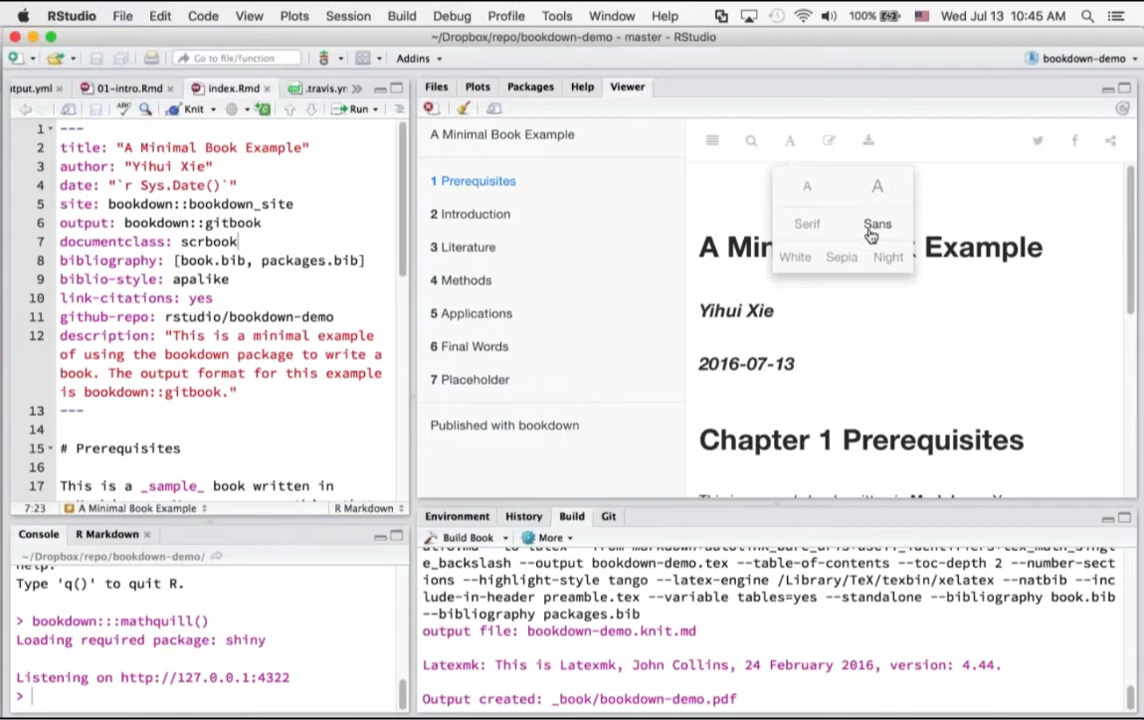 RStudio File Edit Code View Plots Session Build Debug Profile Tools Window Help 100% Wed Jul 13 10:45 AM
~/Dropbox/repo/bookdown-demo - master - RStudio
Go to file/function Addins bookdown-demo
itput.yml 01-intro.Rmd index.Rmd .travis.yr
Knit Run
1 ---
2 title: "A Minimal Book Example"
3 author: "Yihui Xie"
4 date: "`r Sys.Date()`"
5 site: bookdown::bookdown_site
6 output: bookdown::gitbook
7 documentclass: scrbook
8 bibliography: [book.bib, packages.bib]
9 biblio-style: apalike
10 link-citations: yes
11 github-repo: rstudio/bookdown-demo
12 description: "This is a minimal example
of using the bookdown package to write a
book. The output format for this example
is bookdown::gitbook."
13 ---
14
15 # Prerequisites
16
17 This is a _sample_ book written in
7:23 A Minimal Book Example R Markdown
Console R Markdown
~/Dropbox/repo/bookdown-demo/
Type 'q()' to quit R.
> bookdown:::mathquill()
Loading required package: shiny
Listening on http://127.0.0.1:4322
>
Files Plots Packages Help Viewer
A Minimal Book Example
1 Prerequisites
2 Introduction
3 Literature
4 Methods
5 Applications
6 Final Words
7 Placeholder
Published with bookdown
A
A A
Serif Sans
White Sepia Night
A Min Example
Yihui Xie
2016-07-13
Chapter 1 Prerequisites
Environment History Build Git
Build Book More
e_backslash --output bookdown-demo.tex --table-of-contents --toc-depth 2 --number-sect
ions --highlight-style tango --latex-engine /Library/TeX/texbin/xelatex --natbib --inc
lude-in-header preamble.tex --variable tables=yes --standalone --bibliography book.bib
--bibliography packages.bib
output file: bookdown-demo.knit.md
Latexmk: This is Latexmk, John Collins, 24 February 2016, version: 4.44.
Output created: _book/bookdown-demo.pdf